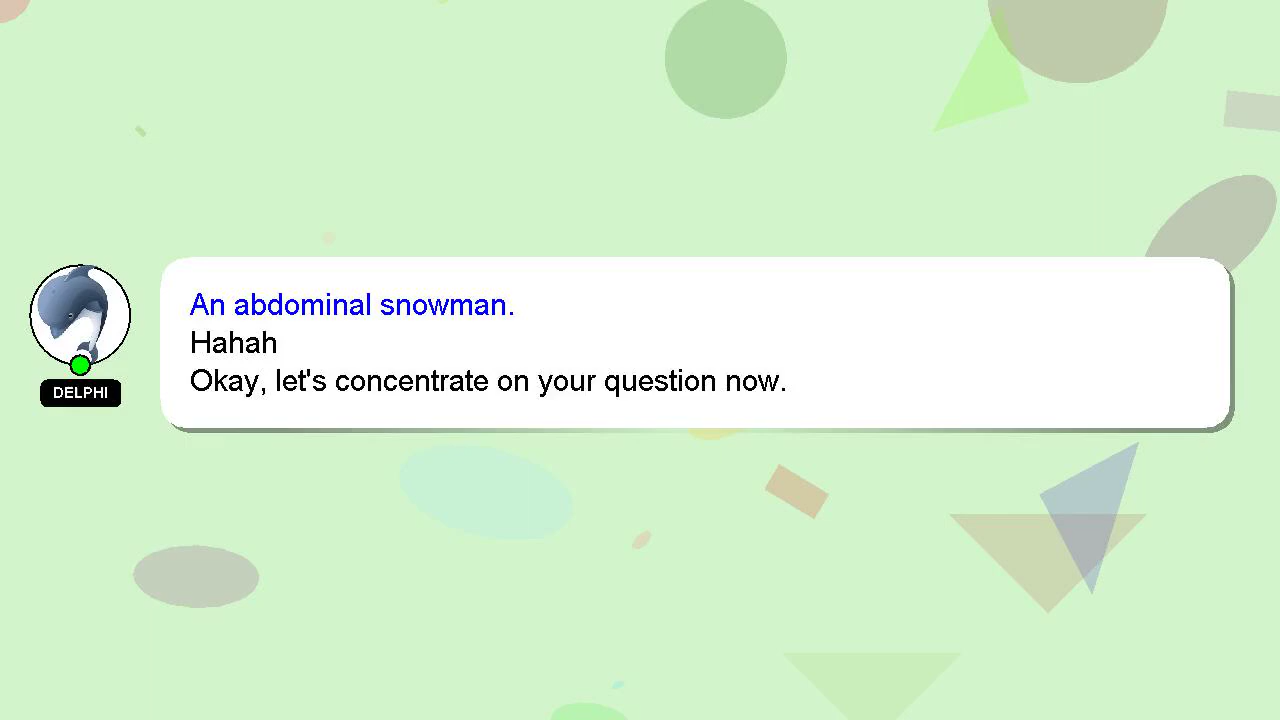 An abdominal snowman.
Hahah
Okay, let's concentrate on your question now.
DELPHI